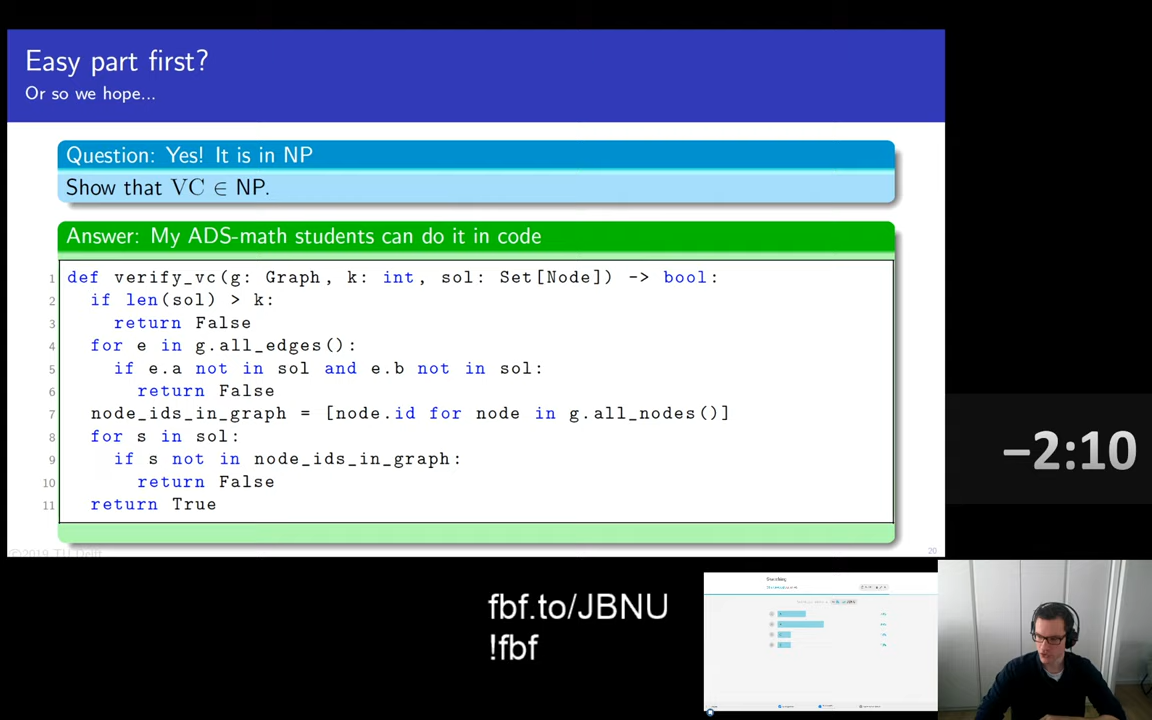 Easy part first?
Or so we hope...
Question: Yes! It is in NP
Show that VC ∈ NP.
Answer: My ADS-math students can do it in code
1 def verify_vc(g: Graph, k: int, sol: Set[Node]) -> bool:
2 if len(sol) > k:
3 return False
4 for e in g.all_edges():
5 if e.a not in sol and e.b not in sol:
6 return False
7 node_ids_in_graph = [node.id for node in g.all_nodes()]
8 for s in sol:
9 if s not in node_ids_in_graph:
10 return False
11 return True
©2019 TU Delft
20
−2:10
fbf.to/JBNU
!fbf